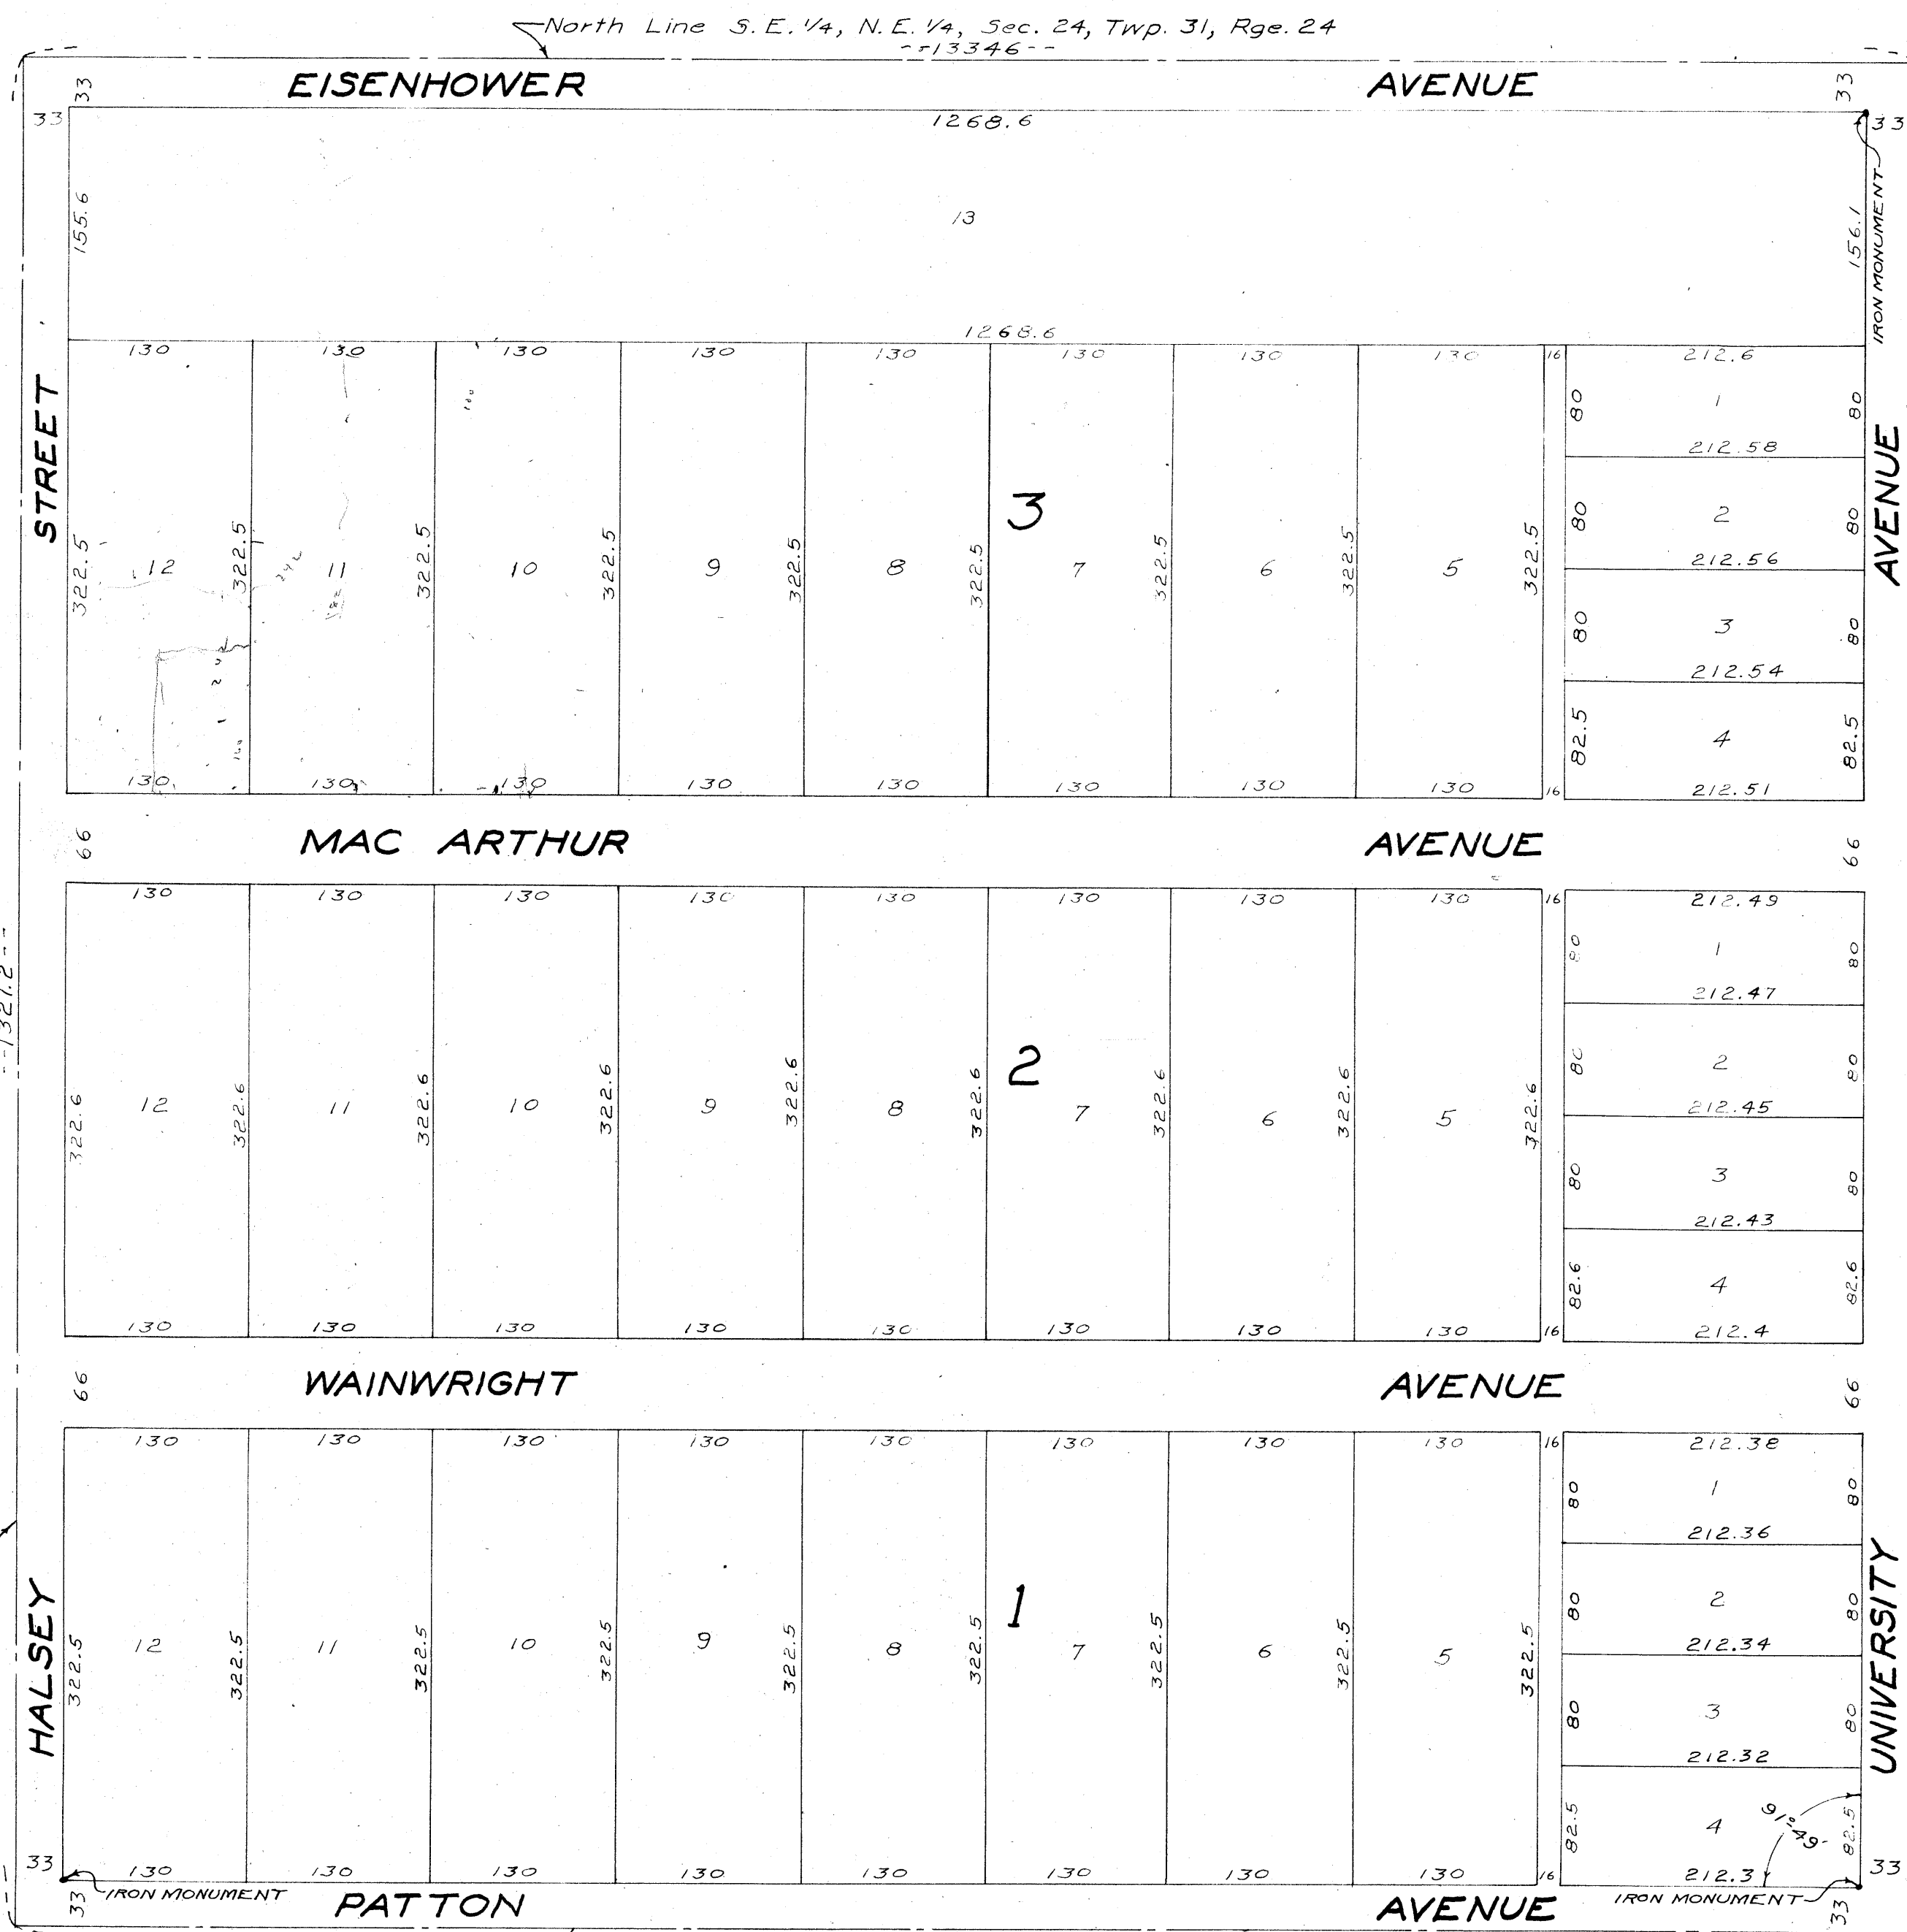 North Line S.E. 1/4, N.E. 1/4, Sec. 24, Twp. 31, Rge. 24
--13346--
EISENHOWER AVENUE
33 33
33 1268.6 33
IRON MONUMENT
155.6 13 156.1
1268.6
130 130 130 130 130 130 130 130 16 212.6
80 1 80
212.58
STREET AVENUE
3
80 2 80
322.5 12 322.5 11 322.5 10 322.5 9 322.5 8 322.5 7 322.5 6 322.5 5 322.5
212.56
242
80 3 80
212.54
82.5 4 82.5
130 130 130 130 130 130 130 130 16 212.51
66 MAC ARTHUR AVENUE 66
130 130 130 130 130 130 130 130 16 212.49
80 1 80
--1321.2--
212.47
2
80 2 80
322.6 12 322.6 11 322.6 10 322.6 9 322.6 8 322.6 7 322.6 6 322.6 5 322.6
212.45
80 3 80
212.43
82.6 4 82.6
130 130 130 130 130 130 130 130 16 212.4
66 WAINWRIGHT AVENUE 66
130 130 130 130 130 130 130 130 16 212.38
80 1 80
212.36
HALSEY UNIVERSITY
1
80 2 80
322.5 12 322.5 11 322.5 10 322.5 9 322.5 8 322.5 7 322.5 6 322.5 5 322.5
212.34
80 3 80
212.32
82.5 4 91°-49' 82.5
33 130 130 130 130 130 130 130 130 16 212.3 33
IRON MONUMENT IRON MONUMENT
33 PATTON AVENUE 33